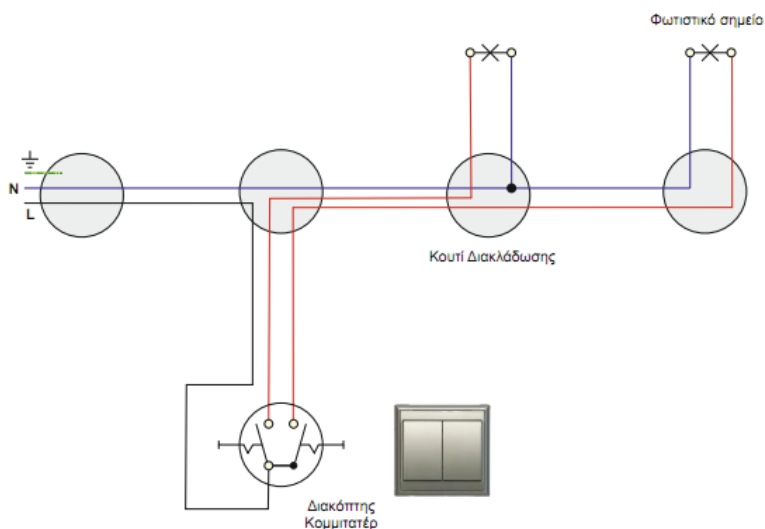 Φωτιστικό σημείο
N
L
Κουτί Διακλάδωσης
Διακόπτης
Κομμιτατέρ